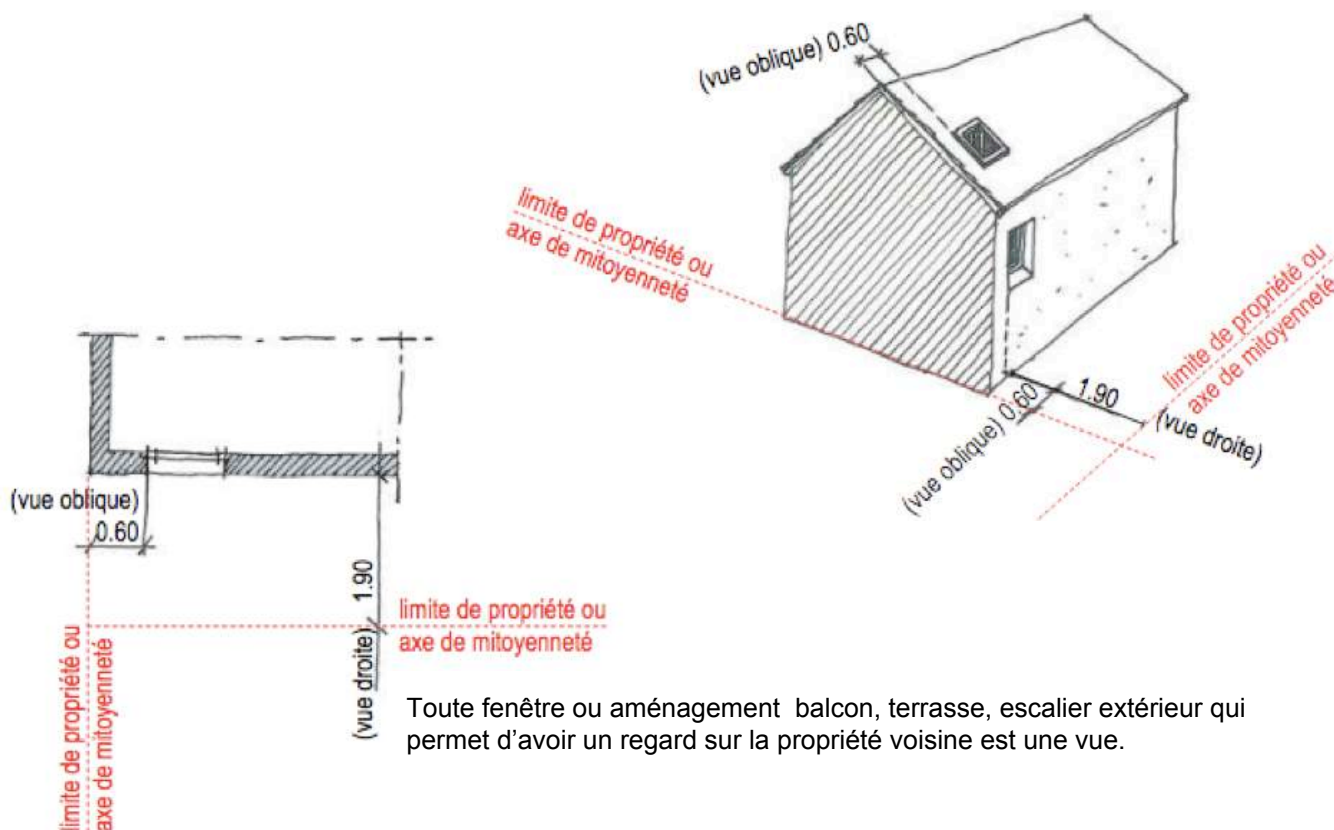 (vue oblique) 0.60
limite de propriété ou
axe de mitoyenneté
limite de propriété ou
axe de mitoyenneté
(vue oblique) 0.60
1.90
(vue droite)
(vue oblique)
0.60
1.90
(vue droite)
limite de propriété ou
axe de mitoyenneté
limite de propriété ou
axe de mitoyenneté
Toute fenêtre ou aménagement  balcon, terrasse, escalier extérieur qui
permet d’avoir un regard sur la propriété voisine est une vue.